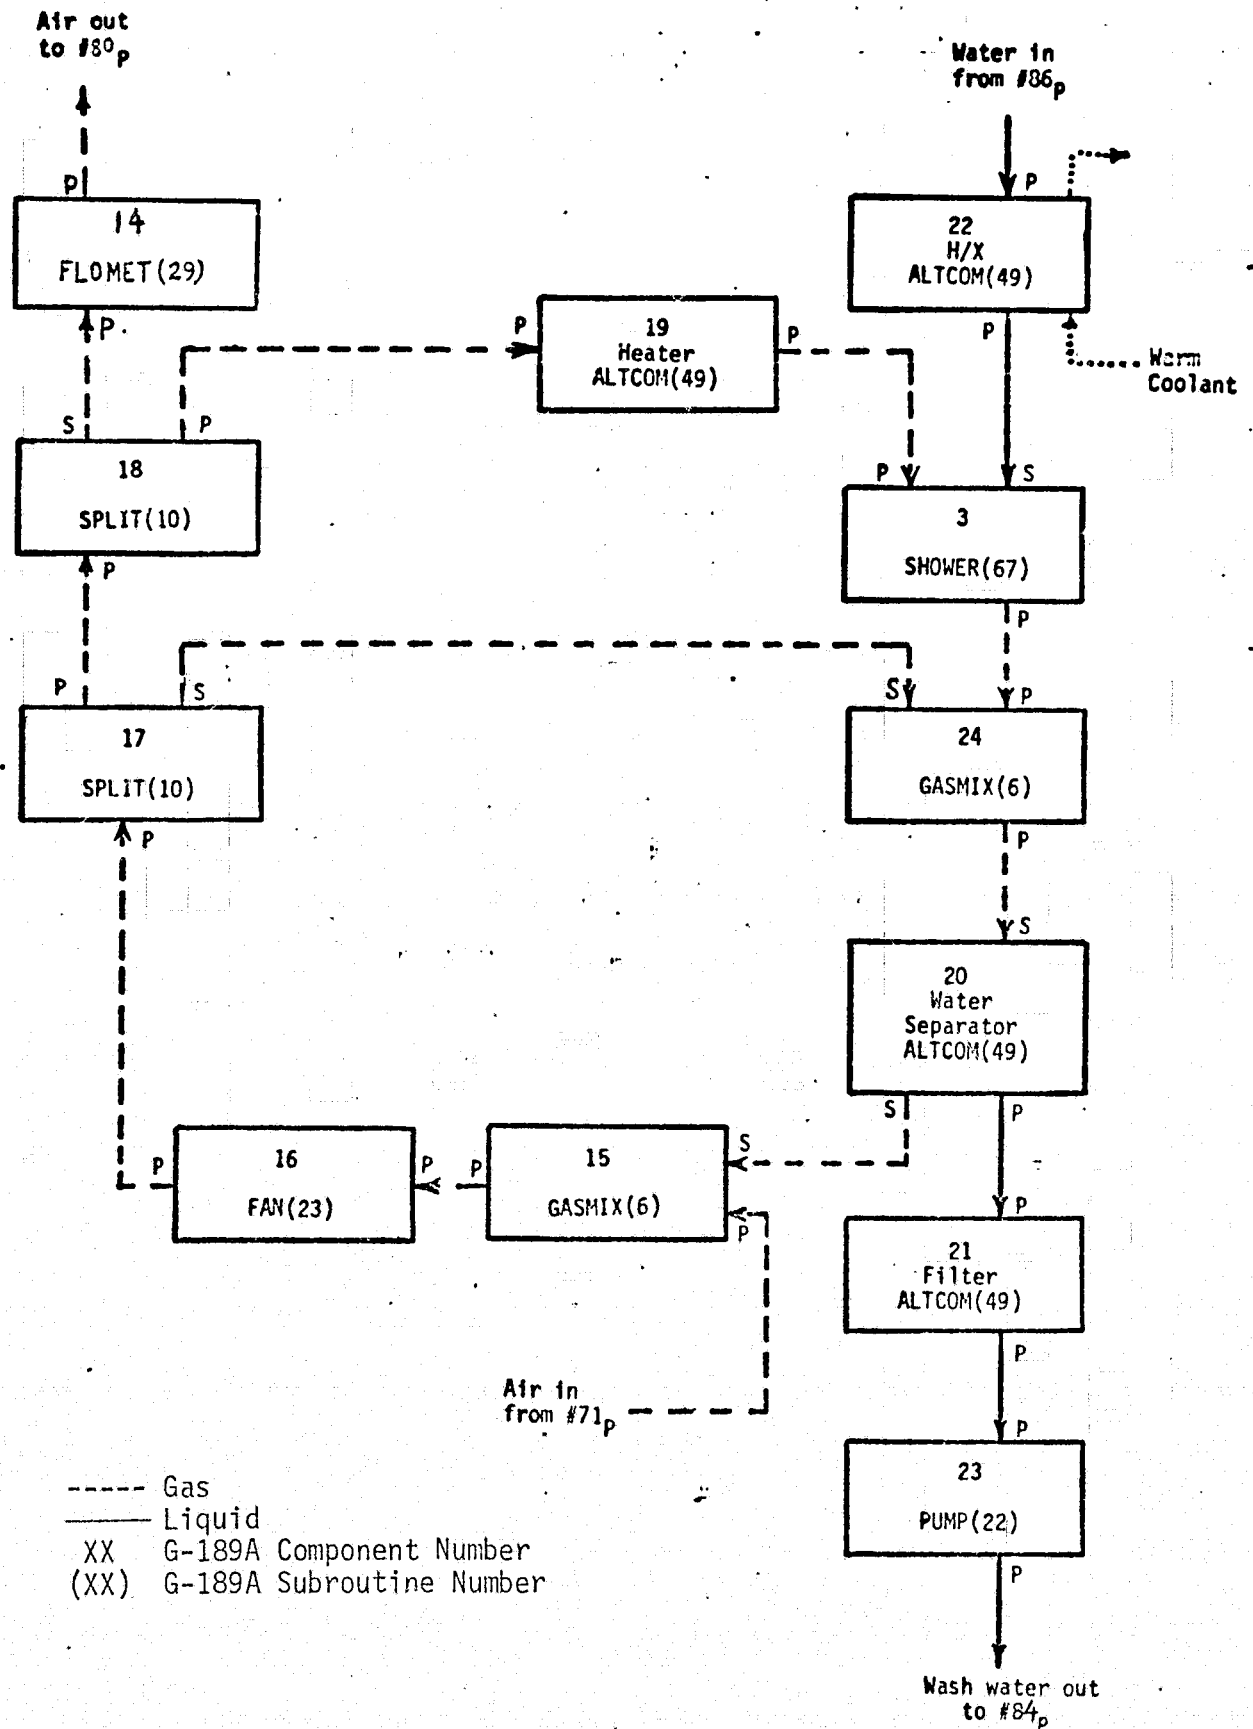 Air out
to #80p
Water in
from #86p
P
P
14
FLOMET(29)
22
H/X
ALTCOM(49)
P.
P
19
Heater
ALTCOM(49)
P
P
Warm
Coolant
S
P
18
SPLIT(10)
P
S
3
SHOWER(67)
P
P
P
S
S
P
17
SPLIT(10)
24
GASMIX(6)
P
P
S
20
Water
Separator
ALTCOM(49)
S
P
P
16
FAN(23)
P
P
15
GASMIX(6)
S
P
P
21
Filter
ALTCOM(49)
P
Air in
from #71p
P
23
PUMP(22)
P
Gas
Liquid
XX G-189A Component Number
(XX) G-189A Subroutine Number
Wash water out
to #84p